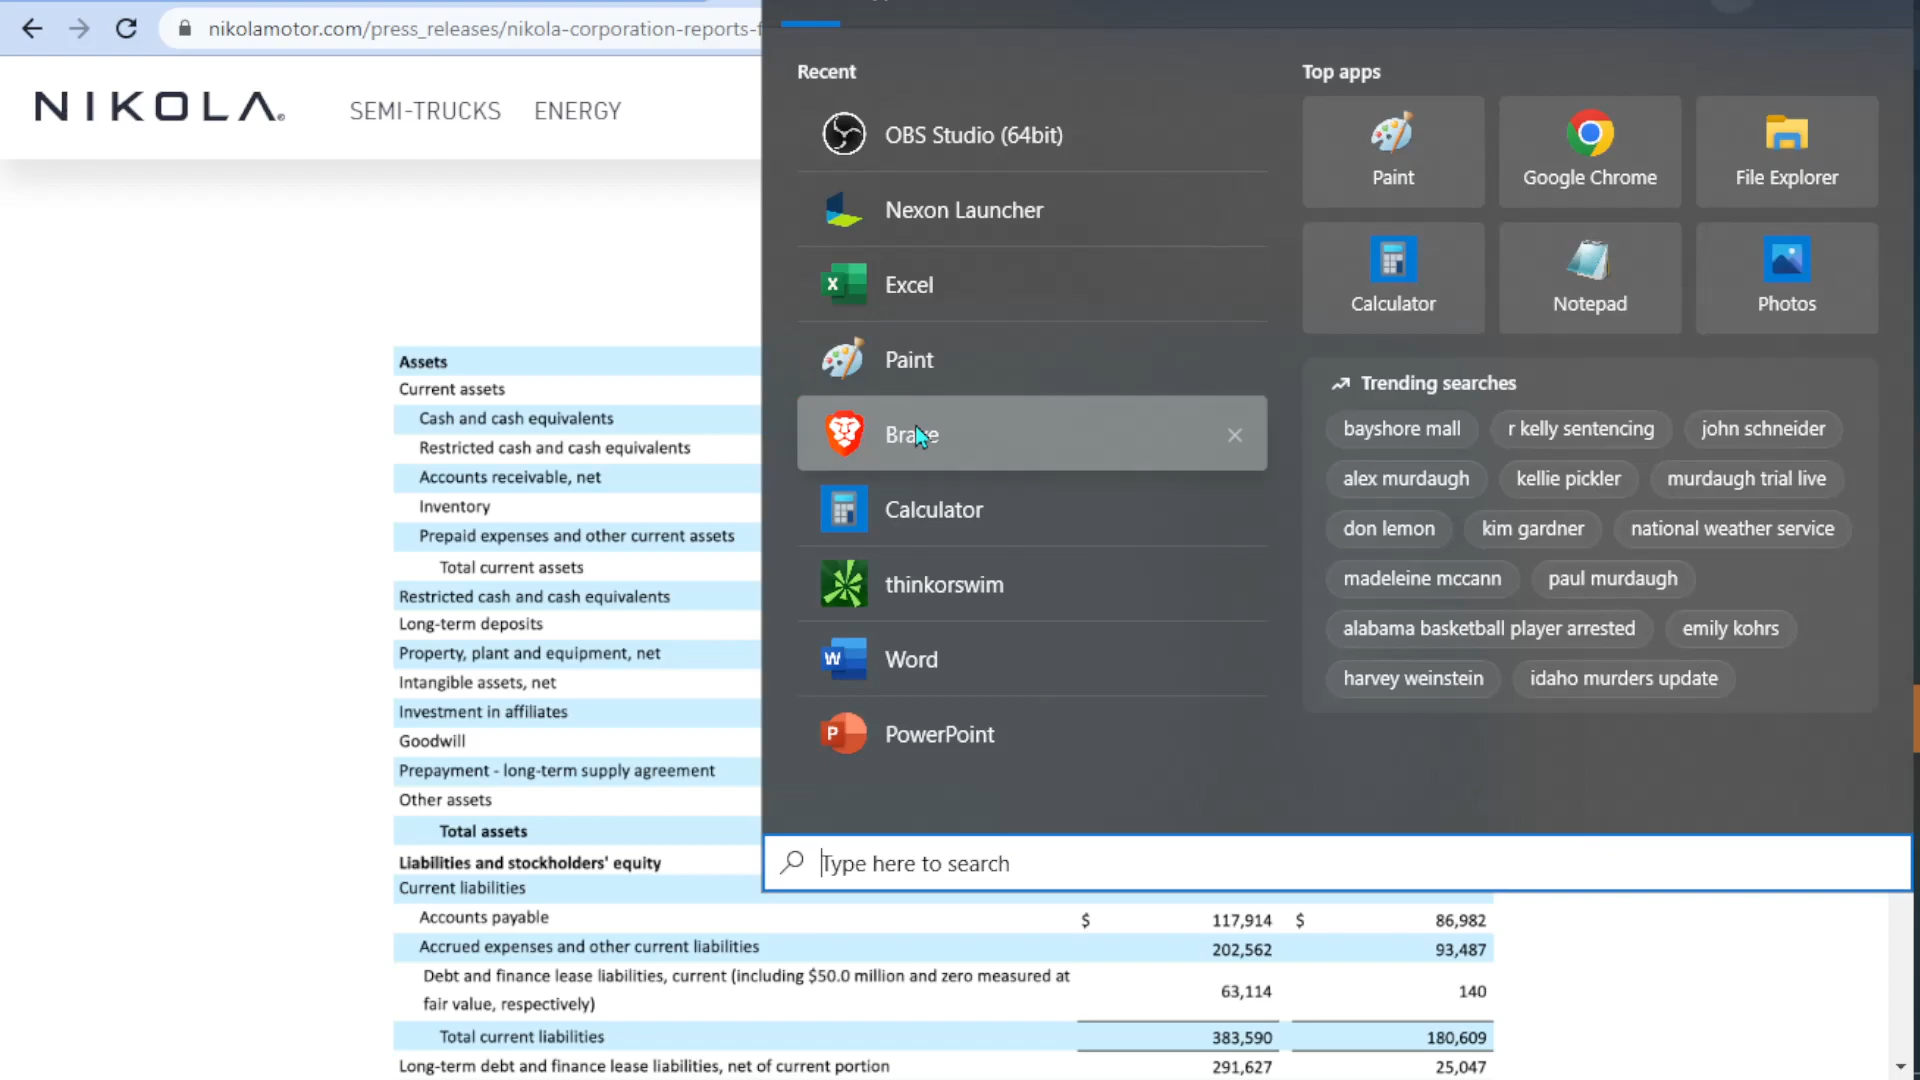 nikolamotor.com/press_releases/nikola-corporation-reports-f
NIKOLA
SEMI-TRUCKS ENERGY
Assets
Current assets
Cash and cash equivalents
Restricted cash and cash equivalents
Accounts receivable, net
Inventory
Prepaid expenses and other current assets
Total current assets
Restricted cash and cash equivalents
Long-term deposits
Property, plant and equipment, net
Intangible assets, net
Investment in affiliates
Goodwill
Prepayment - long-term supply agreement
Other assets
Total assets
Liabilities and stockholders' equity
Current liabilities
Accounts payable $ 117,914 $ 86,982
Accrued expenses and other current liabilities 202,562 93,487
Debt and finance lease liabilities, current (including $50.0 million and zero measured at
fair value, respectively) 63,114 140
Total current liabilities 383,590 180,609
Long-term debt and finance lease liabilities, net of current portion 291,627 25,047
Recent
OBS Studio (64bit)
Nexon Launcher
Excel
Paint
Brave
Calculator
thinkorswim
Word
PowerPoint
Top apps
Paint Google Chrome File Explorer
Calculator Notepad Photos
Trending searches
bayshore mall r kelly sentencing john schneider
alex murdaugh kellie pickler murdaugh trial live
don lemon kim gardner national weather service
madeleine mccann paul murdaugh
alabama basketball player arrested emily kohrs
harvey weinstein idaho murders update
Type here to search